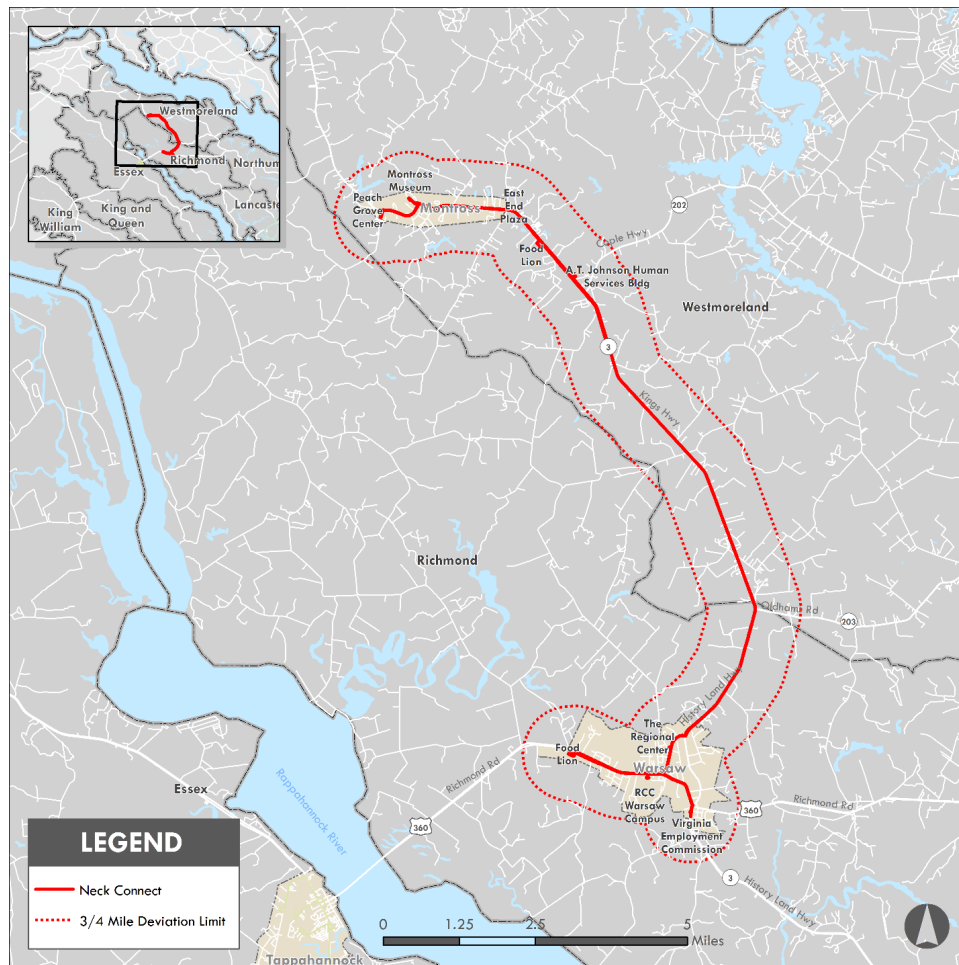 Westmoreland
Richmond
Northum
Essex
Lancaste
King
William
King and
Queen
Montross
Museum
Peach
Grove
Center
Montross
East
End
Plaza
202
Cople Hwy
Food
Lion
A.T. Johnson Human
Services Bldg
Westmoreland
3
Kings Hwy
Richmond
Oldhams Rd
203
History Land Hwy
The
Regional
Center
Food
Lion
Warsaw
RCC
Warsaw
Campus
Virginia
Employment
Commission
Richmond Rd
360
Richmond Rd
360
Essex
Rappahannock River
3
History Land Hwy
Tappahannock
LEGEND
Neck Connect
3/4 Mile Deviation Limit
0 1.25 2.5 5
Miles